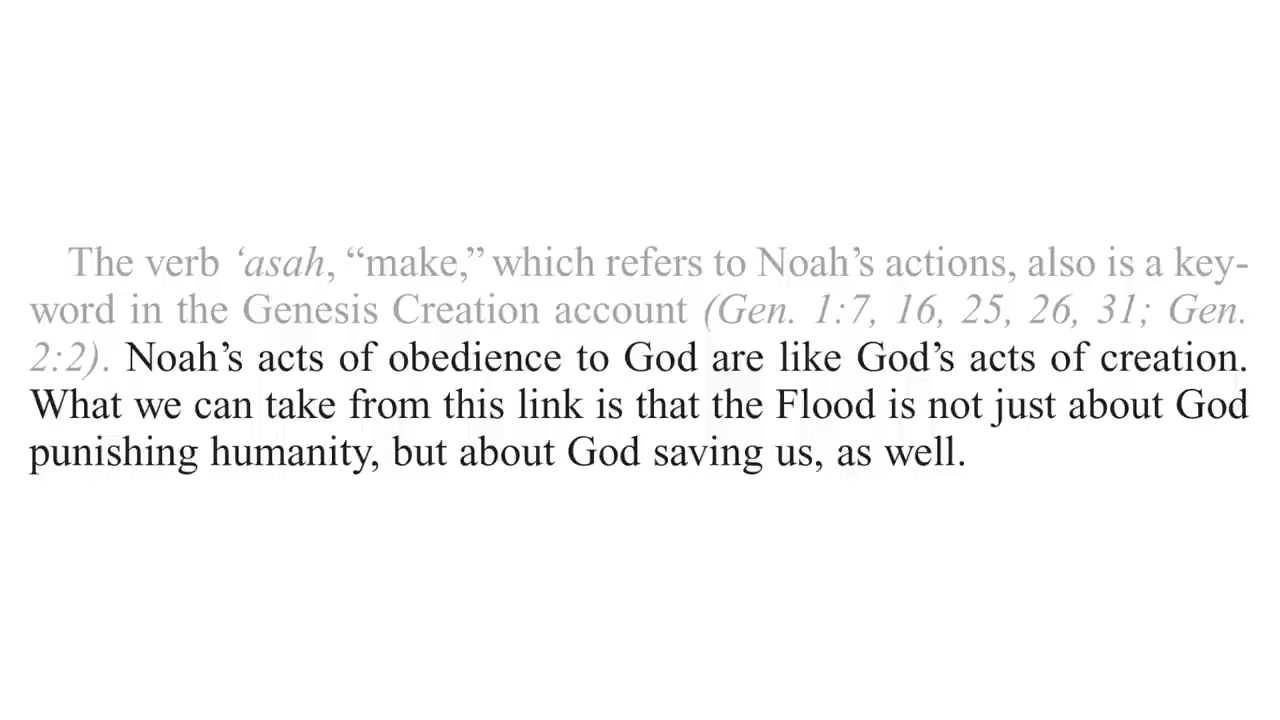 The verb ‘asah, “make,” which refers to Noah’s actions, also is a key-
word in the Genesis Creation account (Gen. 1:7, 16, 25, 26, 31; Gen.
2:2). Noah’s acts of obedience to God are like God’s acts of creation.
What we can take from this link is that the Flood is not just about God
punishing humanity, but about God saving us, as well.